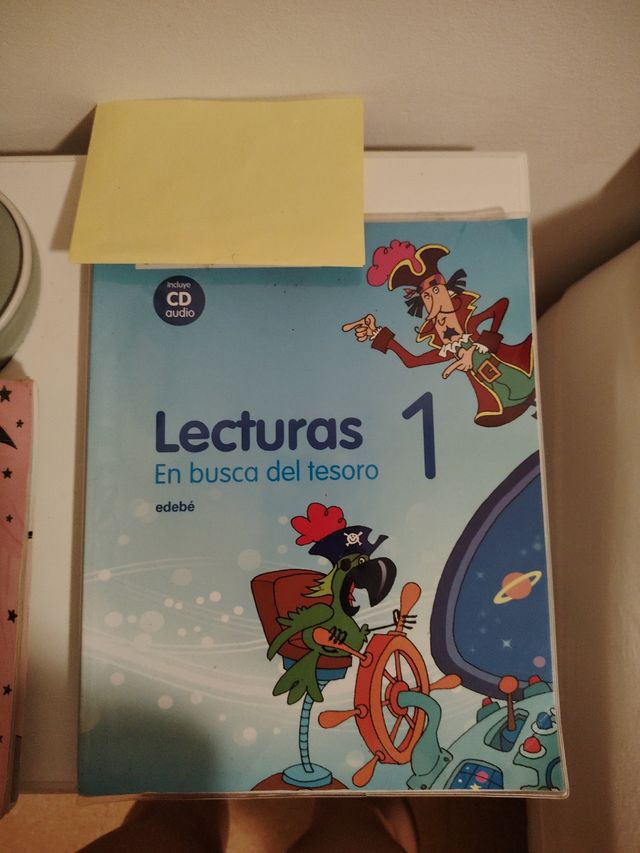 Incluye
CD
audio
Lecturas 1
En busca del tesoro
edebé